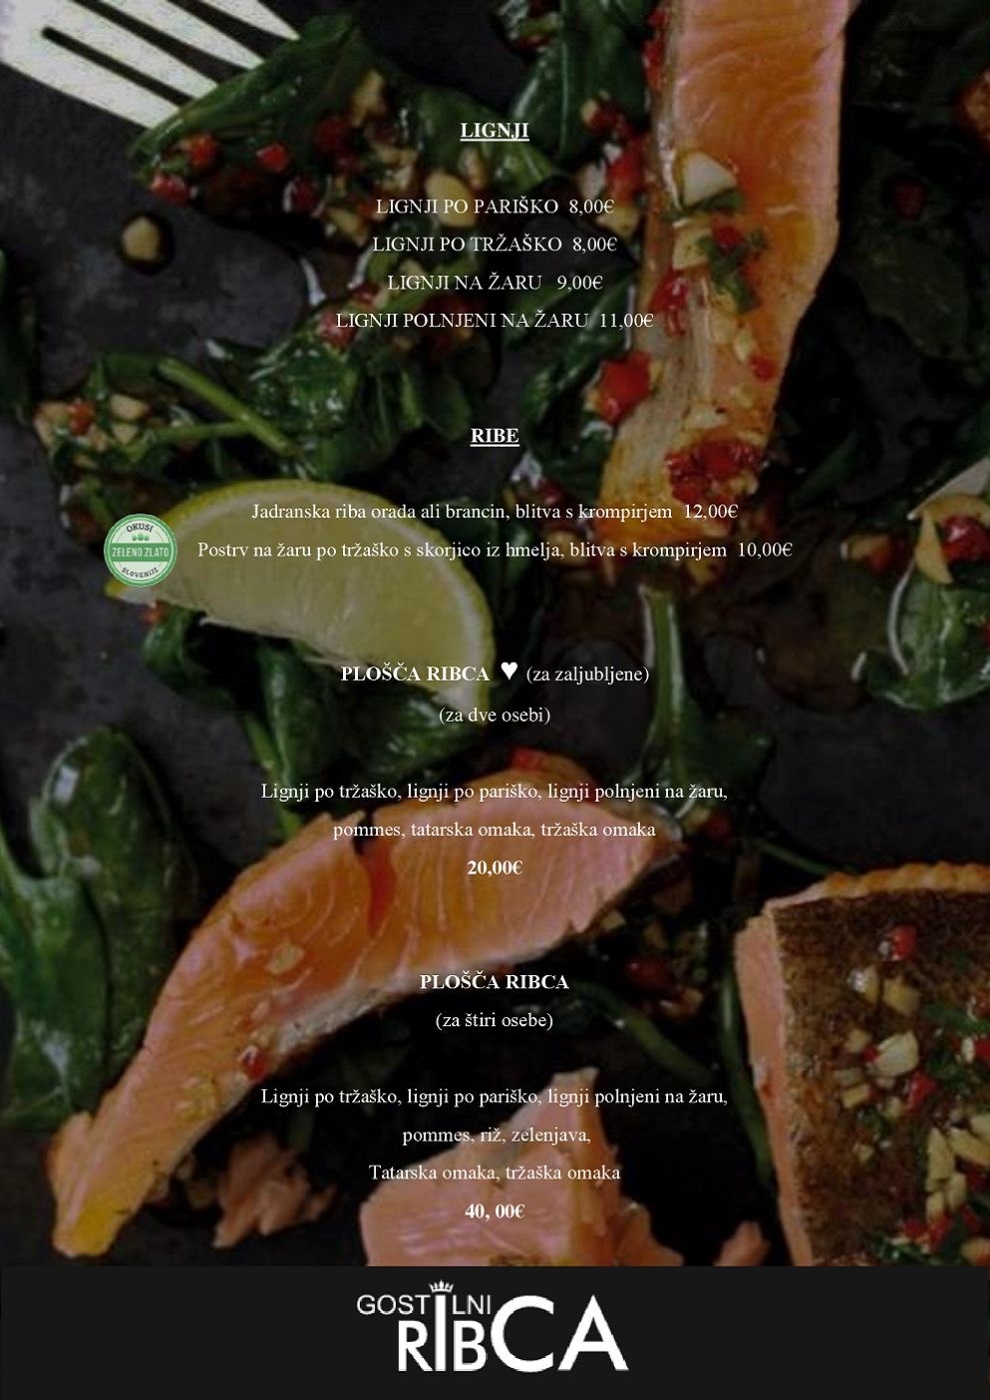 LIGNJI
LIGNJI PO PARIŠKO 8,00€
LIGNJI PO TRŽAŠKO 8,00€
LIGNJI NA ŽARU 9,00€
LIGNJI POLNJENI NA ŽARU 11,00€
RIBE
Jadranska riba orada ali brancin, blitva s krompirjem 12,00€
OKUSI
ZELENO ZLATO
SLOVENIJE
Postrv na žaru po tržaško s skorjico iz hmelja, blitva s krompirjem 10,00€
PLOŠČA RIBCA ♥ (za zaljubljene)
(za dve osebi)
Lignji po tržaško, lignji po pariško, lignji polnjeni na žaru,
pommes, tatarska omaka, tržaška omaka
20,00€
PLOŠČA RIBCA
(za štiri osebe)
Lignji po tržaško, lignji po pariško, lignji polnjeni na žaru,
pommes, riž, zelenjava,
Tatarska omaka, tržaška omaka
40, 00€
GOSTILNI
RIBCA